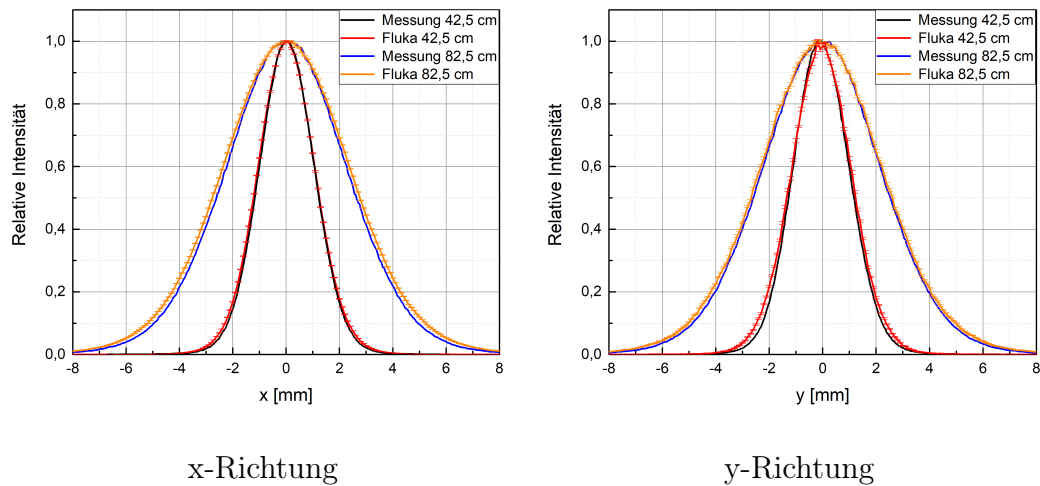 Messung 42,5 cm
Fluka 42,5 cm
Messung 82,5 cm
Fluka 82,5 cm
Relative Intensität
1,0
0,8
0,6
0,4
0,2
0,0
-8 -6 -4 -2 0 2 4 6 8
x [mm]
x-Richtung
Messung 42,5 cm
Fluka 42,5 cm
Messung 82,5 cm
Fluka 82,5 cm
Relative Intensität
1,0
0,8
0,6
0,4
0,2
0,0
-8 -6 -4 -2 0 2 4 6 8
y [mm]
y-Richtung